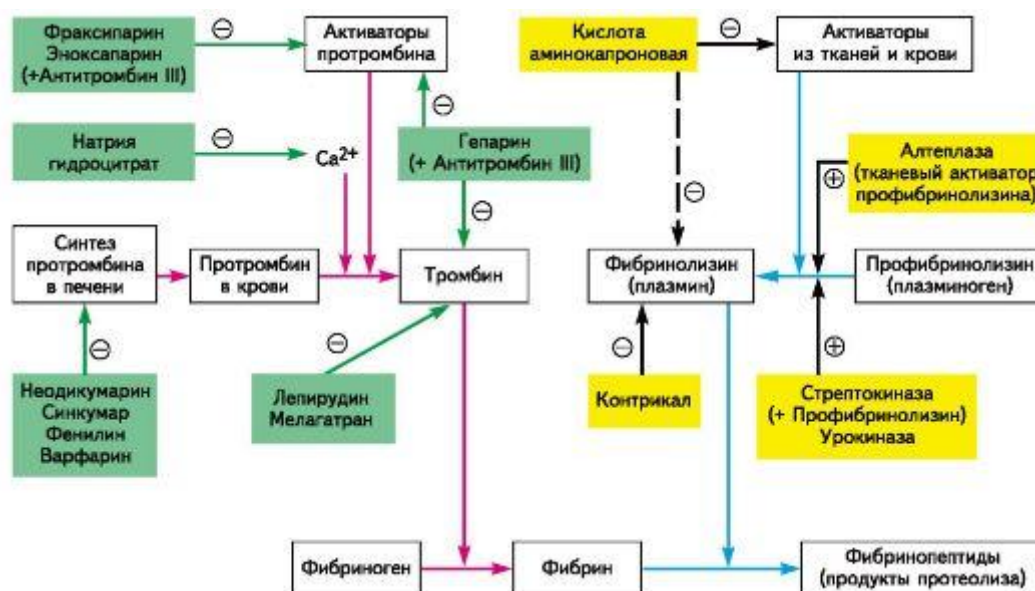 Фраксипарин
Эноксапарин
(+Антитромбин III)
⊖
Активаторы
протромбина
Кислота
аминокапроновая
⊖
Активаторы
из тканей и крови
⊖
Натрия
гидроцитрат
⊖
Ca²⁺
Гепарин
(+ Антитромбин III)
⊖
⊖
Алтеплаза
(тканевый активатор
профибринолизина)
⊕
Синтез
протромбина
в печени
Протромбин
в крови
Тромбин
Фибринолизин
(плазмин)
Профибринолизин
(плазминоген)
⊖
⊖
⊖
⊕
Неодикумарин
Синкумар
Фенилин
Варфарин
Лепирудин
Мелагатран
Контрикал
Стрептокиназа
(+ Профибринолизин)
Урокиназа
Фибриноген
Фибрин
Фибринопептиды
(продукты протеолиза)